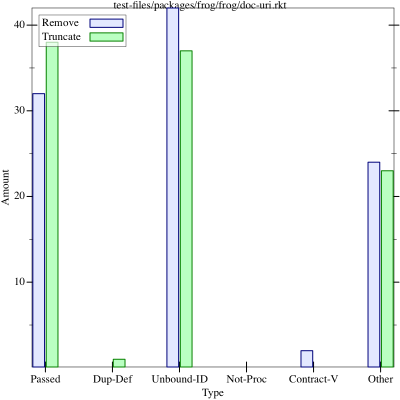 test-files/packages/frog/frog/doc-uri.rkt
Remove
Truncate
40
30
20
10
Amount
Passed Dup-Def Unbound-ID Not-Proc Contract-V Other
Type